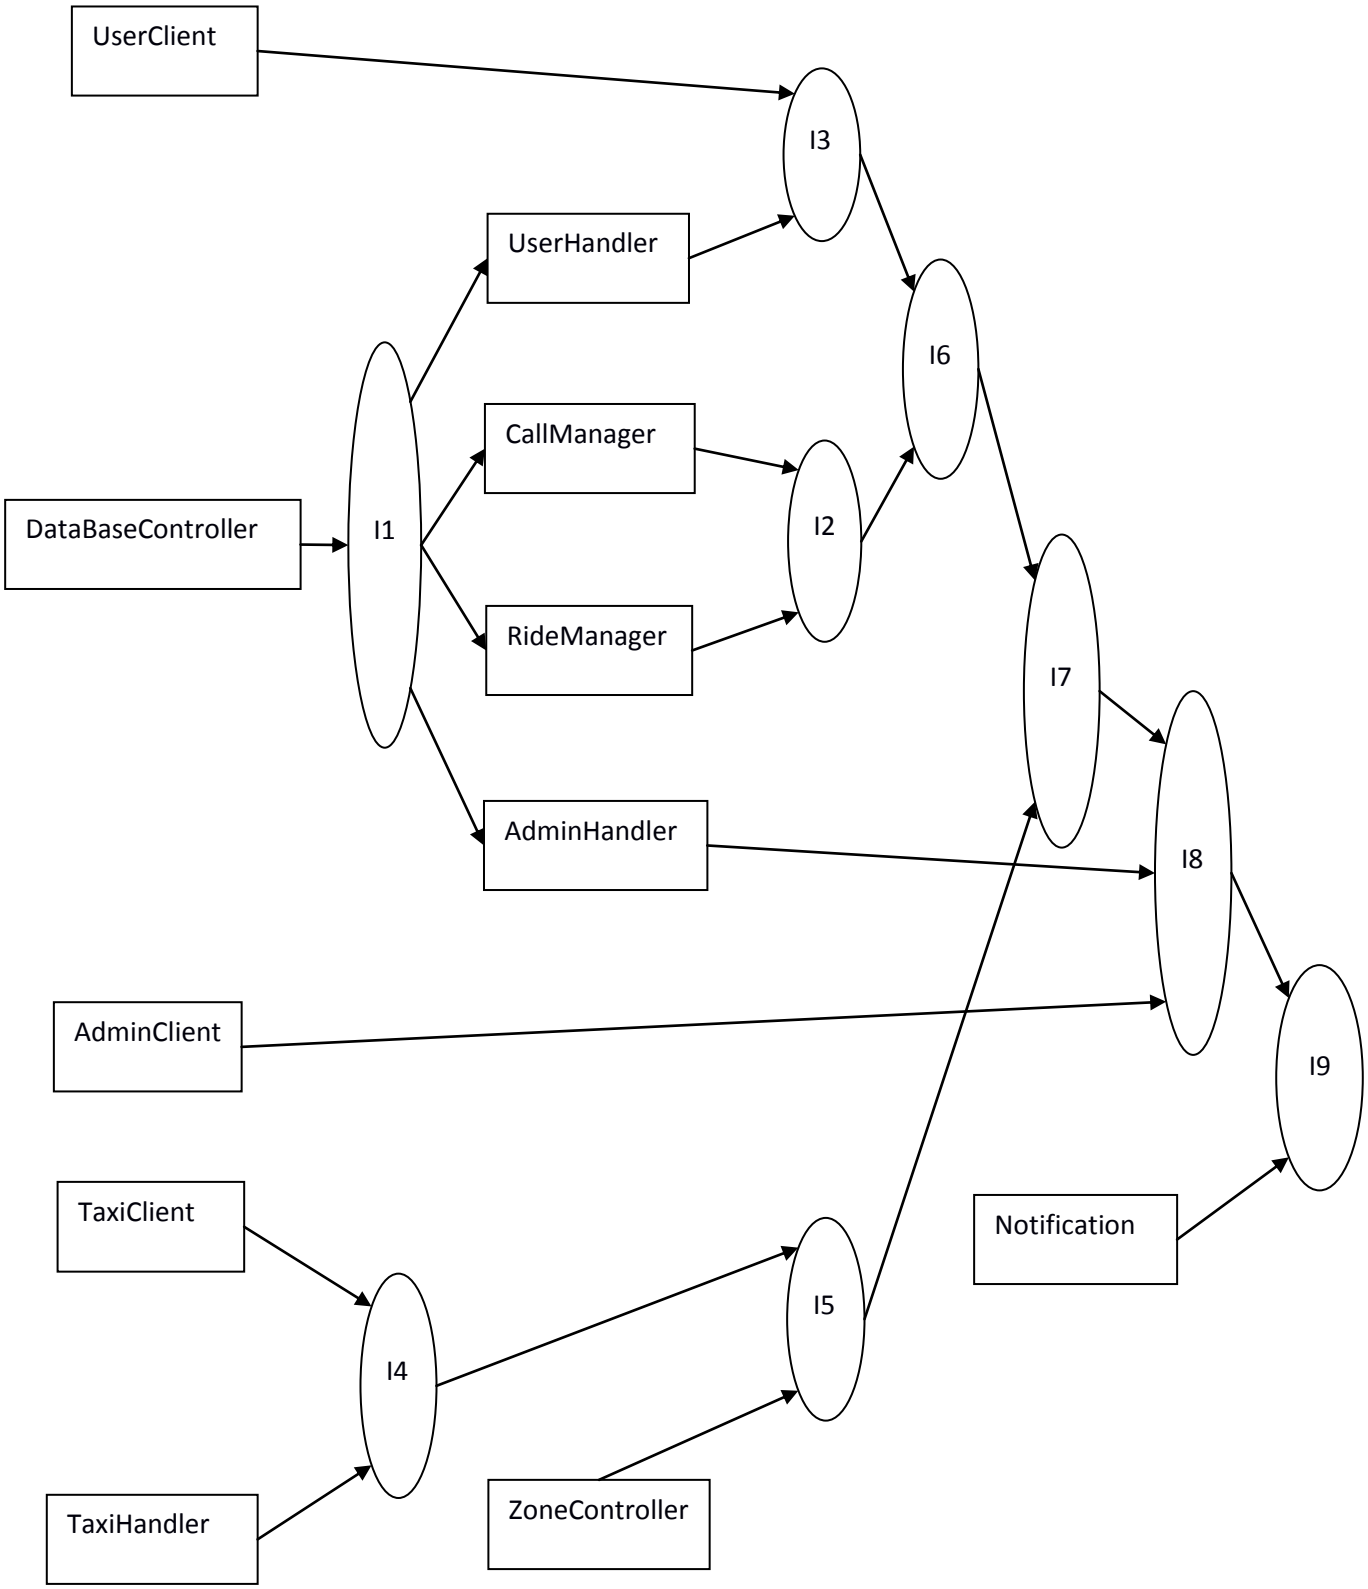 UserClient
I3
UserHandler
I6
CallManager
I2
DataBaseController
I1
RideManager
I7
AdminHandler
I8
AdminClient
I9
TaxiClient
Notification
I5
I4
ZoneController
TaxiHandler